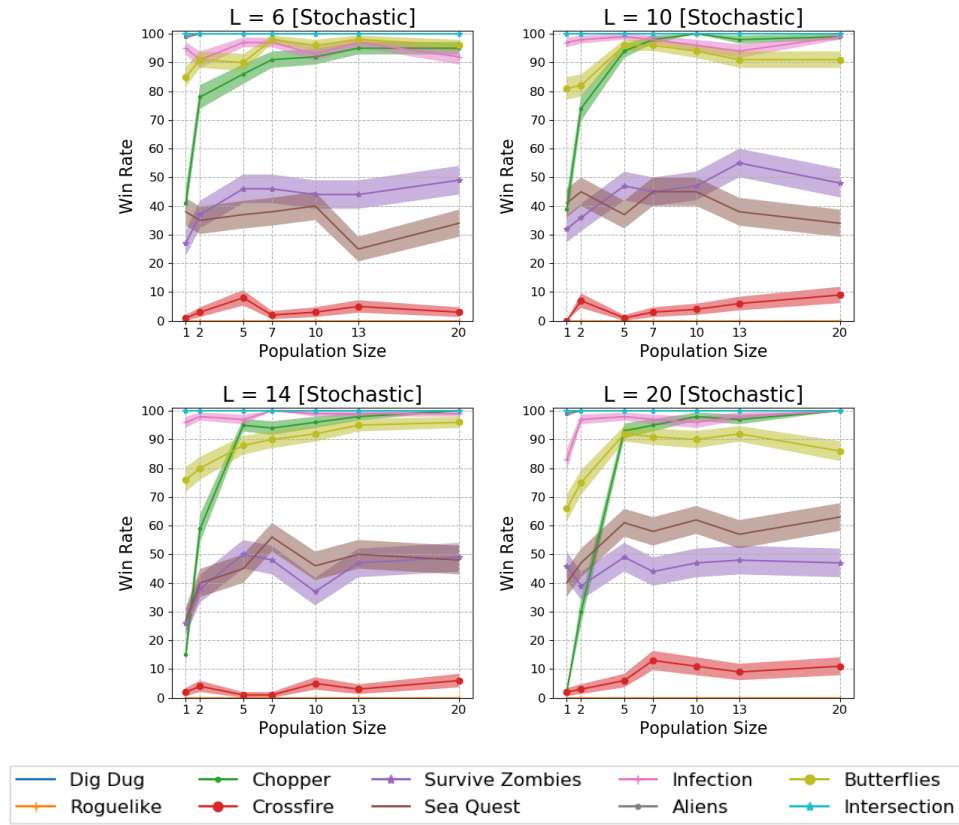 L = 6 [Stochastic]
100
90
80
70
60
50
40
30
20
10
0
Win Rate
1 2 5 7 10 13 20
Population Size
L = 10 [Stochastic]
100
90
80
70
60
50
40
30
20
10
0
Win Rate
1 2 5 7 10 13 20
Population Size
L = 14 [Stochastic]
100
90
80
70
60
50
40
30
20
10
0
Win Rate
1 2 5 7 10 13 20
Population Size
L = 20 [Stochastic]
100
90
80
70
60
50
40
30
20
10
0
Win Rate
1 2 5 7 10 13 20
Population Size
Dig Dug Chopper Survive Zombies Infection Butterflies
Roguelike Crossfire Sea Quest Aliens Intersection